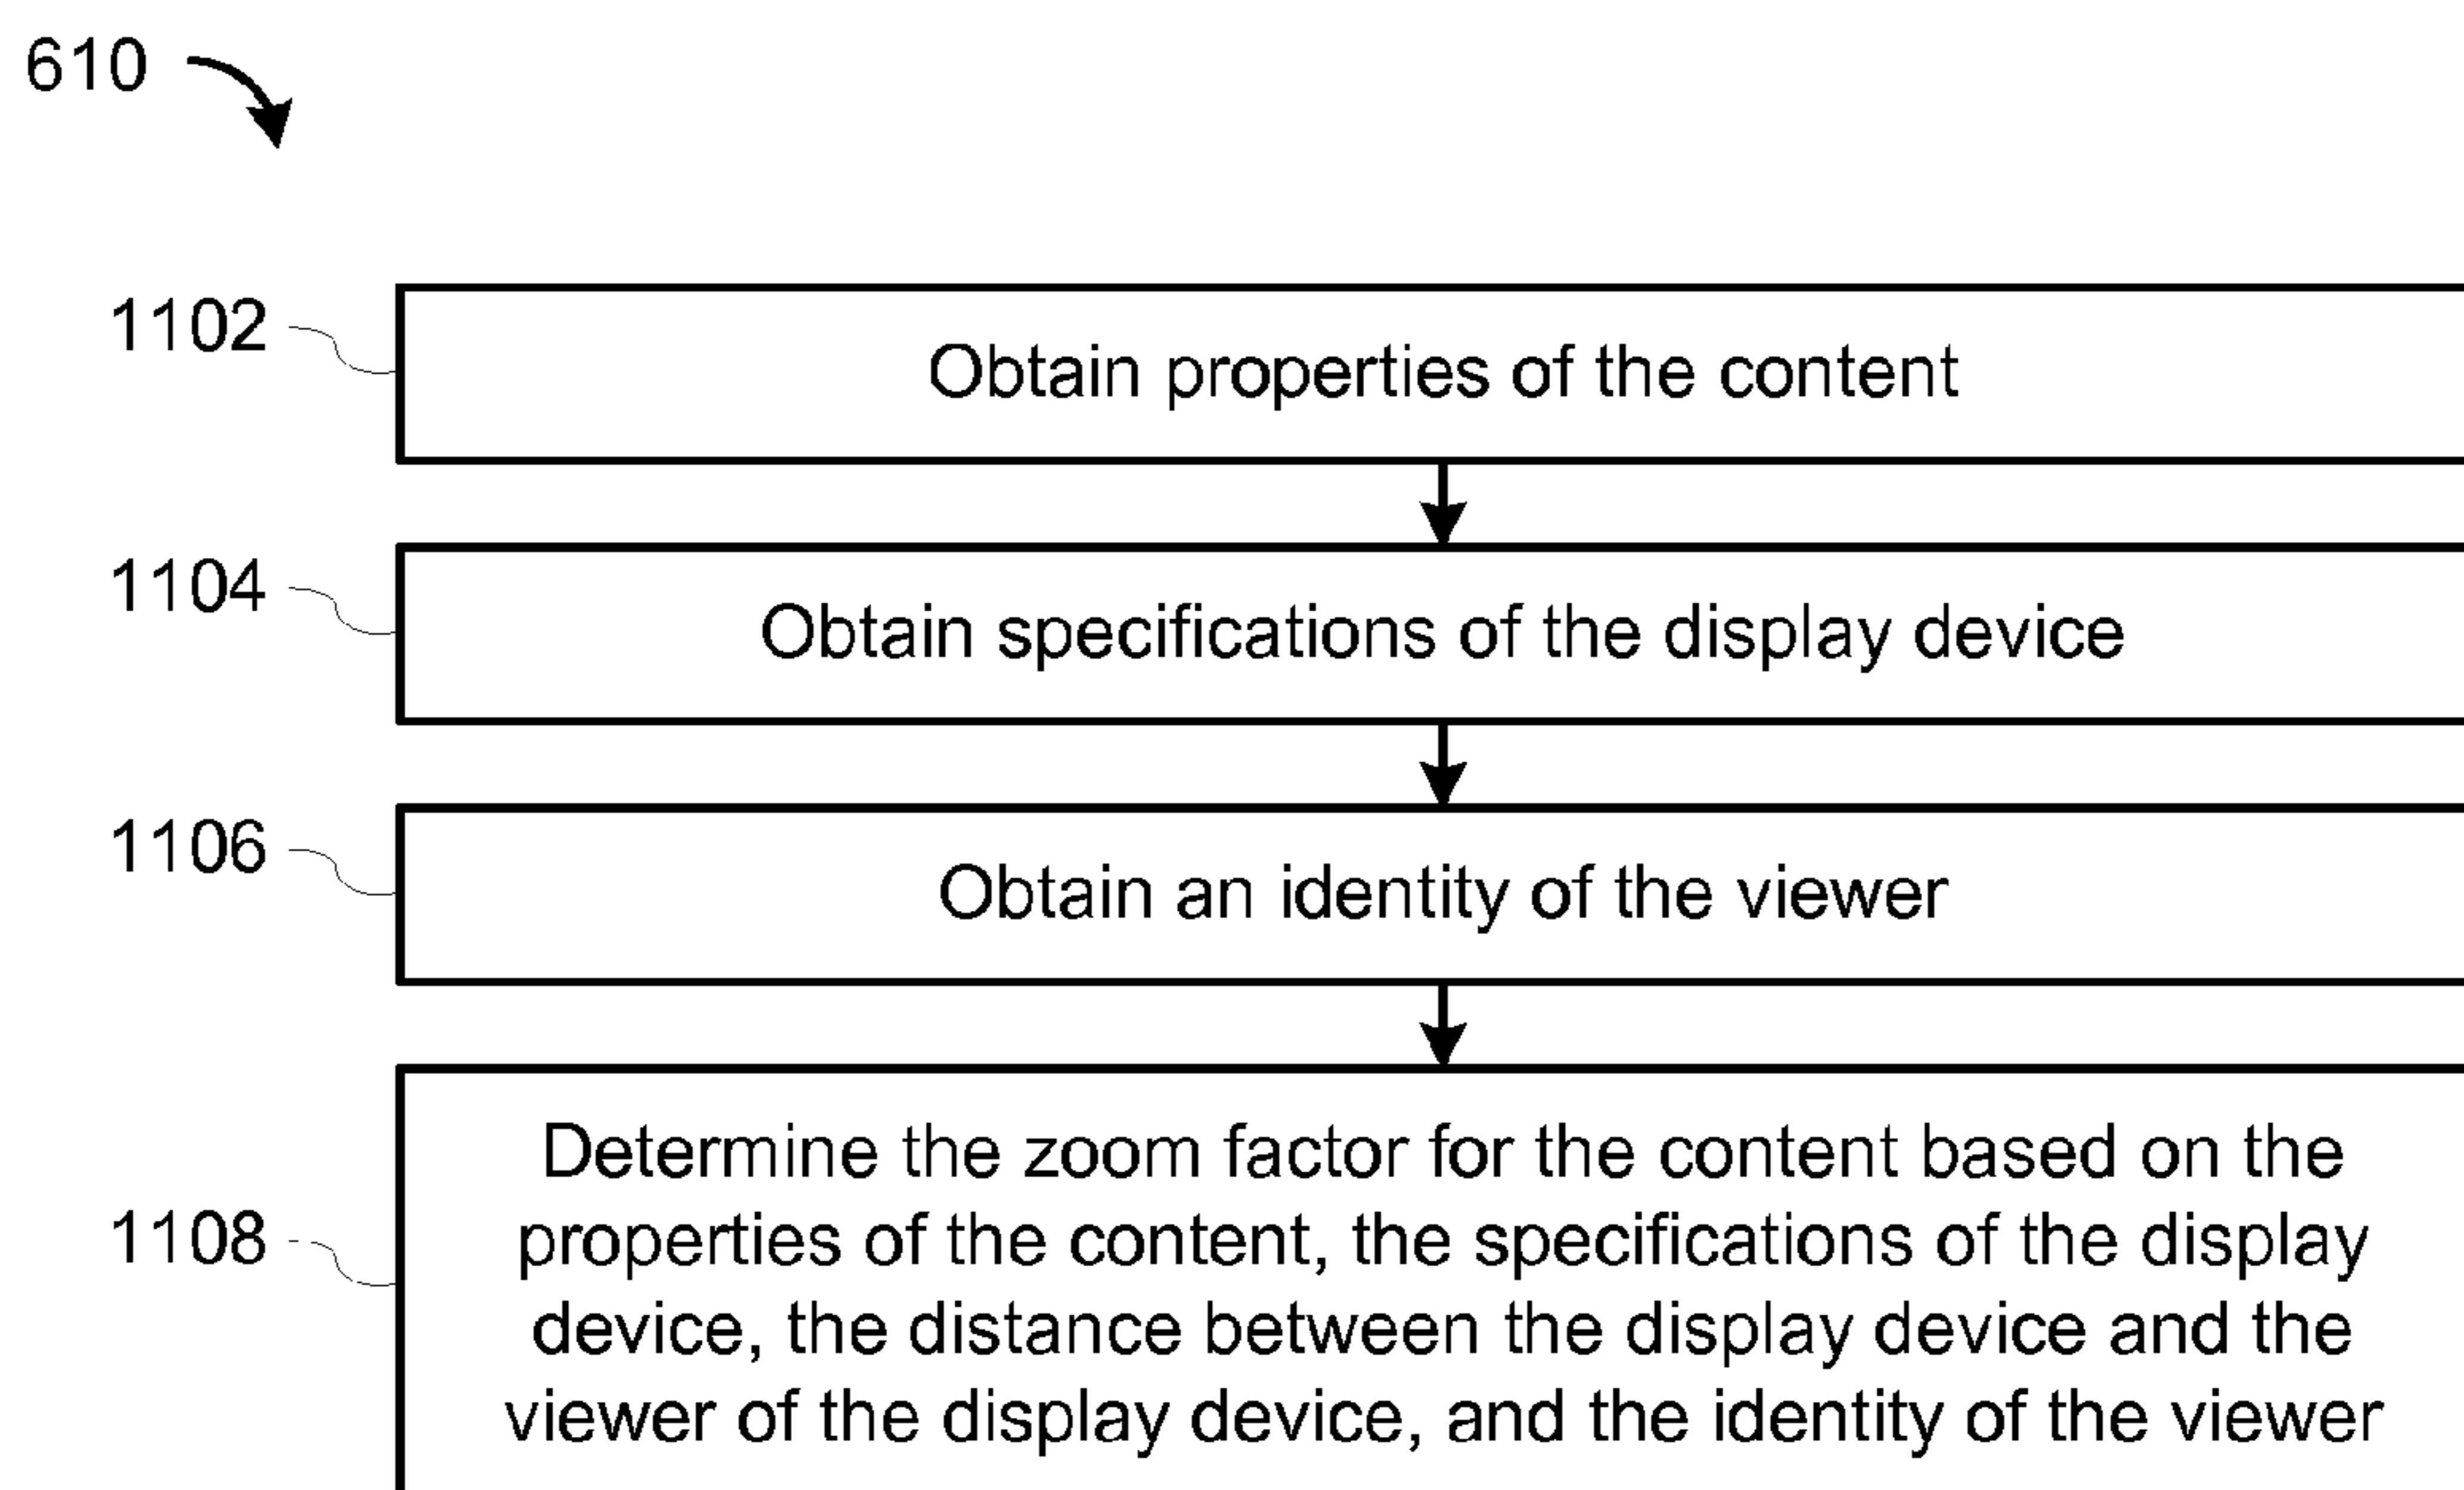 610
1102
Obtain properties of the content
1104
Obtain specifications of the display device
1106
Obtain an identity of the viewer
1108
Determine the zoom factor for the content based on the
properties of the content, the specifications of the display
device, the distance between the display device and the
viewer of the display device, and the identity of the viewer